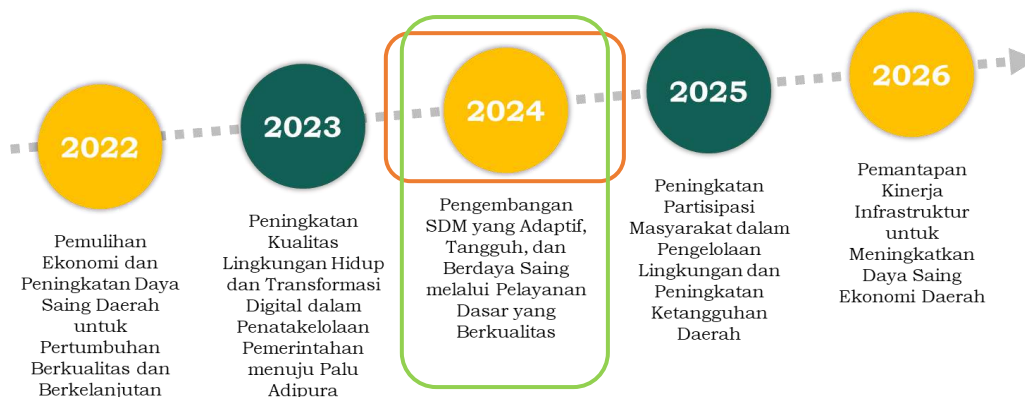 2022
Pemulihan
Ekonomi dan
Peningkatan Daya
Saing Daerah
untuk
Pertumbuhan
Berkualitas dan
Berkelanjutan
2023
Peningkatan
Kualitas
Lingkungan Hidup
dan Transformasi
Digital dalam
Penatakelolaan
Pemerintahan
menuju Palu
Adipura
2024
Pengembangan
SDM yang Adaptif,
Tangguh, dan
Berdaya Saing
melalui Pelayanan
Dasar yang
Berkualitas
2025
Peningkatan
Partisipasi
Masyarakat dalam
Pengelolaan
Lingkungan dan
Peningkatan
Ketangguhan
Daerah
2026
Pemantapan
Kinerja
Infrastruktur
untuk
Meningkatkan
Daya Saing
Ekonomi Daerah